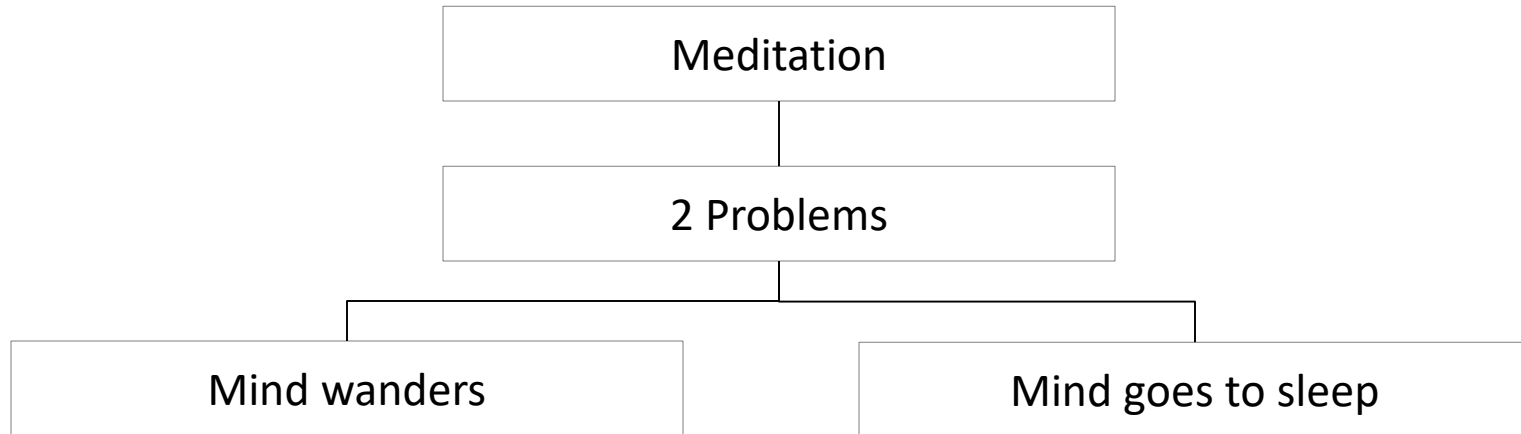 Meditation
2 Problems
Mind wanders
Mind goes to sleep